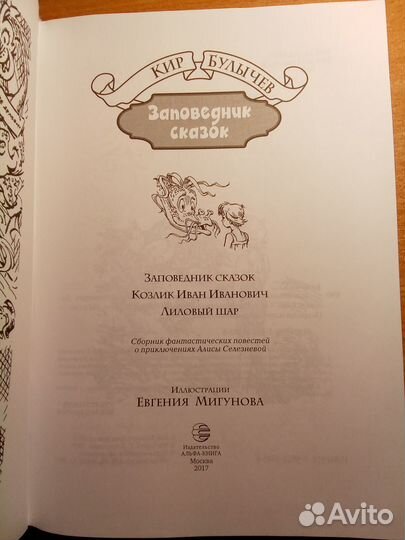 КИР БУЛЫЧЕВ
Заповедник
сказок
Заповедник сказок
Козлик Иван Иванович
Лиловый шар
Сборник фантастических повестей
о приключениях Алисы Селезневой
Иллюстрации
Евгения Мигунова
Издательство
АЛЬФА-КНИГА
Москва
2017
Avito